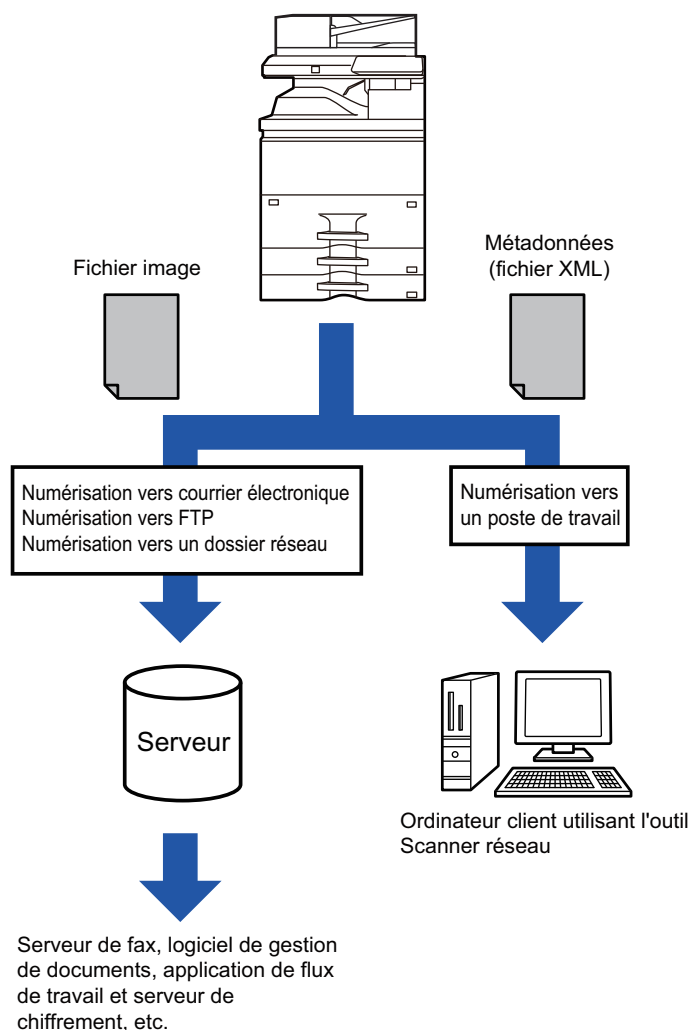 Fichier image
Métadonnées
(fichier XML)
Numérisation vers courrier électronique
Numérisation vers FTP
Numérisation vers un dossier réseau
Numérisation vers
un poste de travail
Serveur
Ordinateur client utilisant l'outil
Scanner réseau
Serveur de fax, logiciel de gestion
de documents, application de flux
de travail et serveur de
chiffrement, etc.